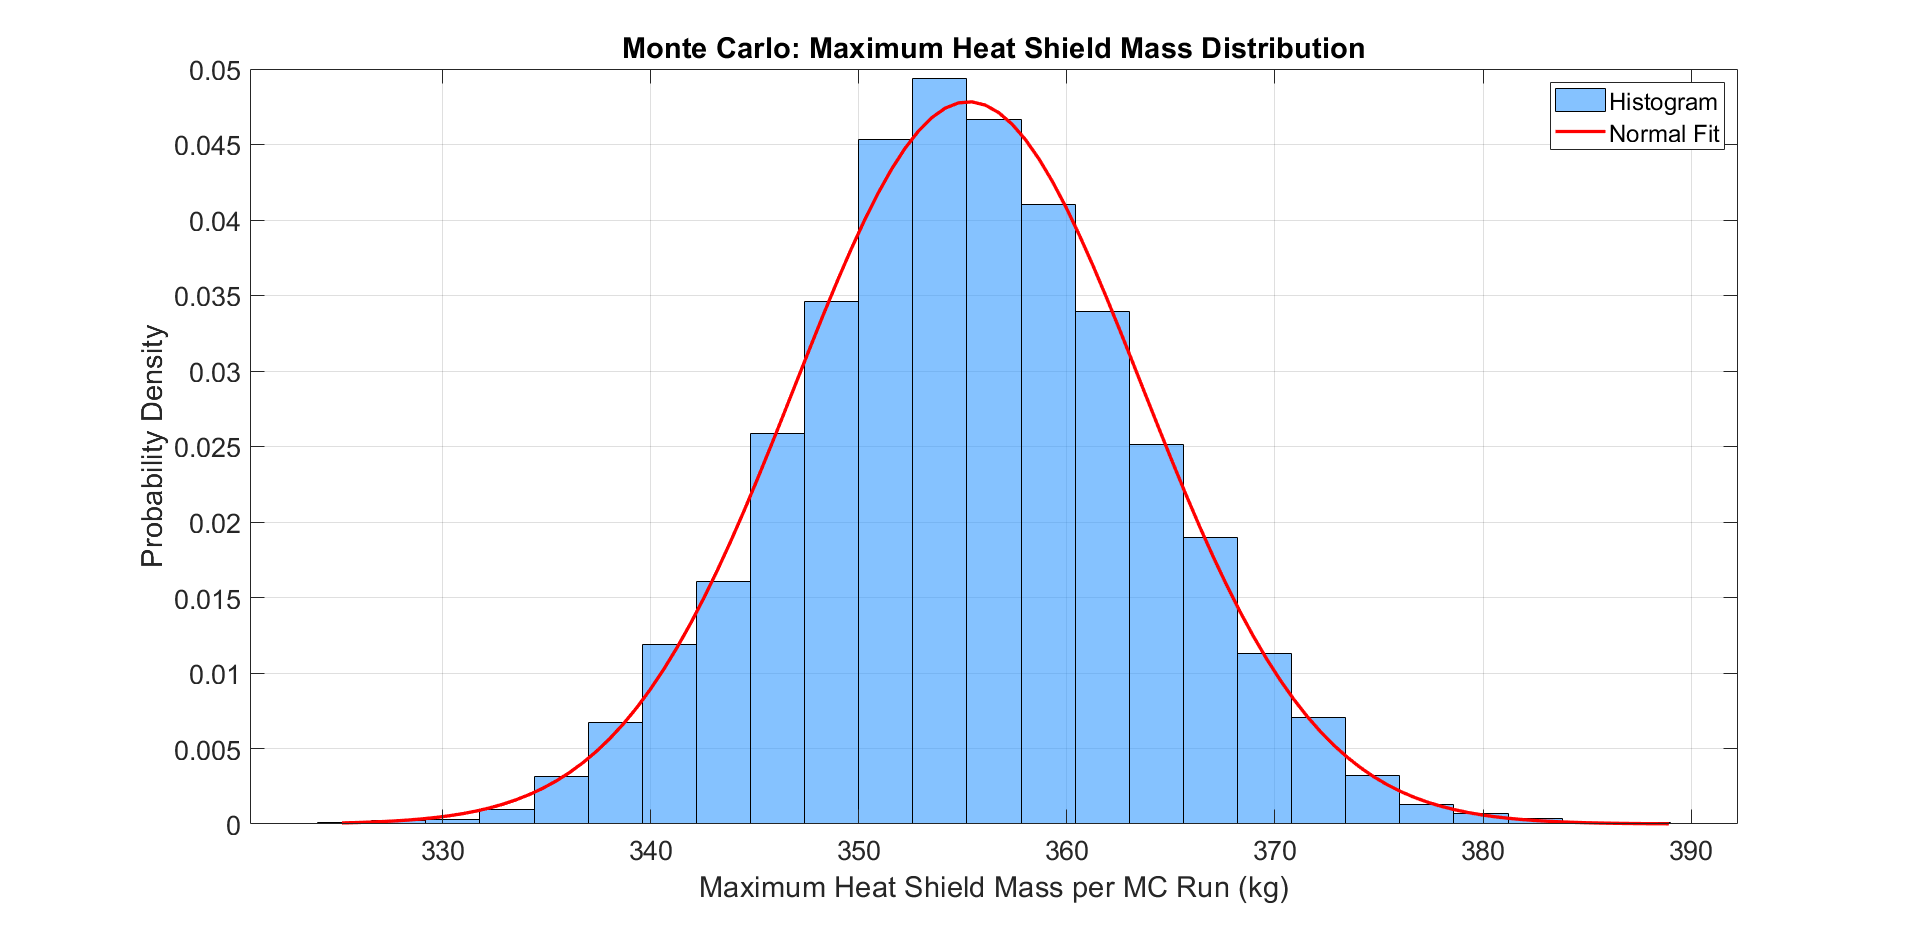 Monte Carlo: Maximum Heat Shield Mass Distribution
Histogram
Normal Fit
Probability Density
0.05
0.045
0.04
0.035
0.03
0.025
0.02
0.015
0.01
0.005
0
330 340 350 360 370 380 390
Maximum Heat Shield Mass per MC Run (kg)